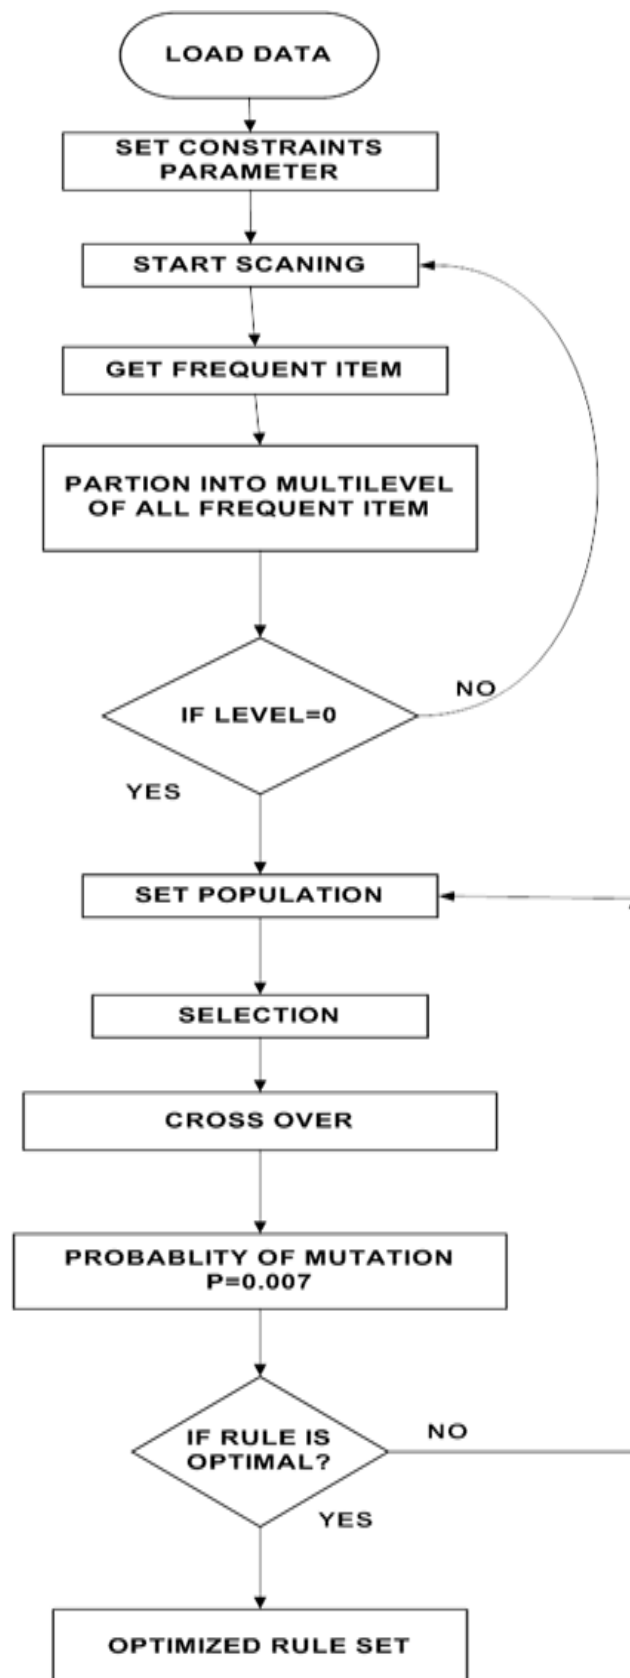 LOAD DATA
SET CONSTRAINTS
PARAMETER
START SCANING
GET FREQUENT ITEM
PARTION INTO MULTILEVEL
OF ALL FREQUENT ITEM
NO
IF LEVEL=0
YES
SET POPULATION
SELECTION
CROSS OVER
PROBABLITY OF MUTATION
P=0.007
NO
IF RULE IS
OPTIMAL?
YES
OPTIMIZED RULE SET